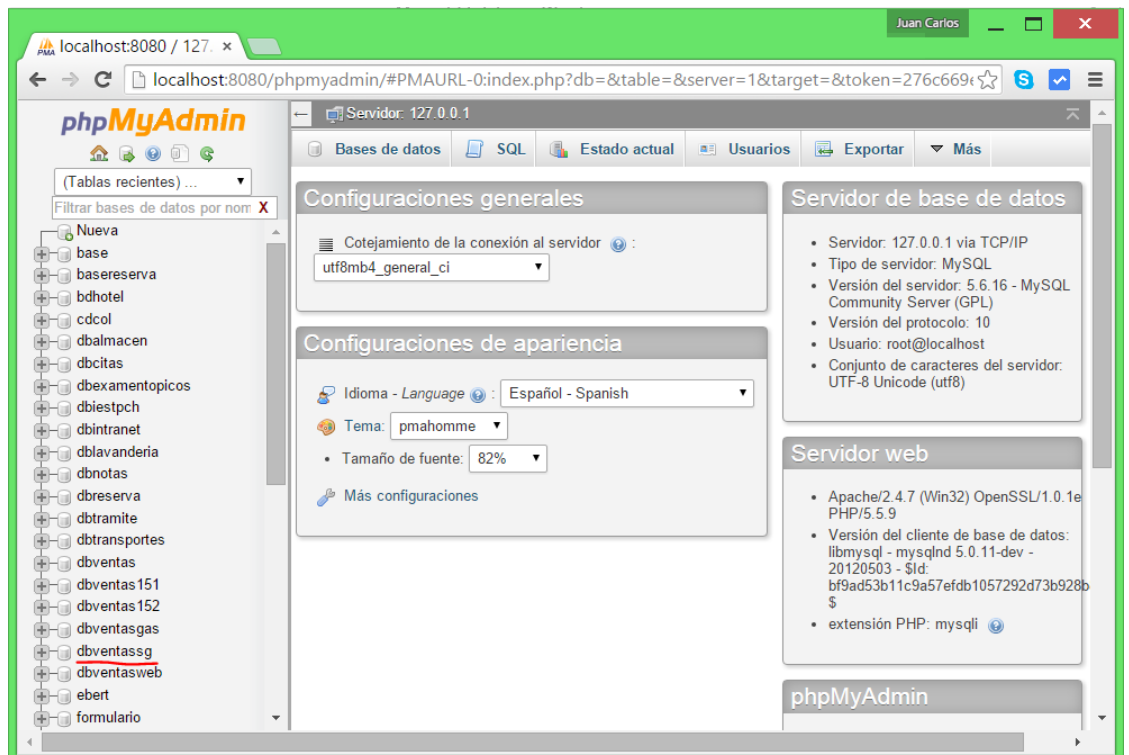 Juan Carlos
PMA localhost:8080 / 127. ×
localhost:8080/phpmyadmin/#PMAURL-0:index.php?db=&table=&server=1&target=&token=276c669
phpMyAdmin
(Tablas recientes) ...
Filtrar bases de datos por nom X
Nueva
base
basereserva
bdhotel
cdcol
dbalmacen
dbcitas
dbexamentopicos
dbiestpch
dbintranet
dblavanderia
dbnotas
dbreserva
dbtramite
dbtransportes
dbventas
dbventas151
dbventas152
dbventasgas
dbventassg
dbventasweb
ebert
formulario
Servidor: 127.0.0.1
Bases de datos SQL Estado actual Usuarios Exportar Más
Configuraciones generales
Cotejamiento de la conexión al servidor :
utf8mb4_general_ci
Configuraciones de apariencia
Idioma - Language : Español - Spanish
Tema: pmahomme
Tamaño de fuente: 82%
Más configuraciones
Servidor de base de datos
Servidor: 127.0.0.1 via TCP/IP
Tipo de servidor: MySQL
Versión del servidor: 5.6.16 - MySQL
Community Server (GPL)
Versión del protocolo: 10
Usuario: root@localhost
Conjunto de caracteres del servidor:
UTF-8 Unicode (utf8)
Servidor web
Apache/2.4.7 (Win32) OpenSSL/1.0.1e
PHP/5.5.9
Versión del cliente de base de datos:
libmysql - mysqlnd 5.0.11-dev -
20120503 - $Id:
bf9ad53b11c9a57efdb1057292d73b928b
$
extensión PHP: mysqli
phpMyAdmin